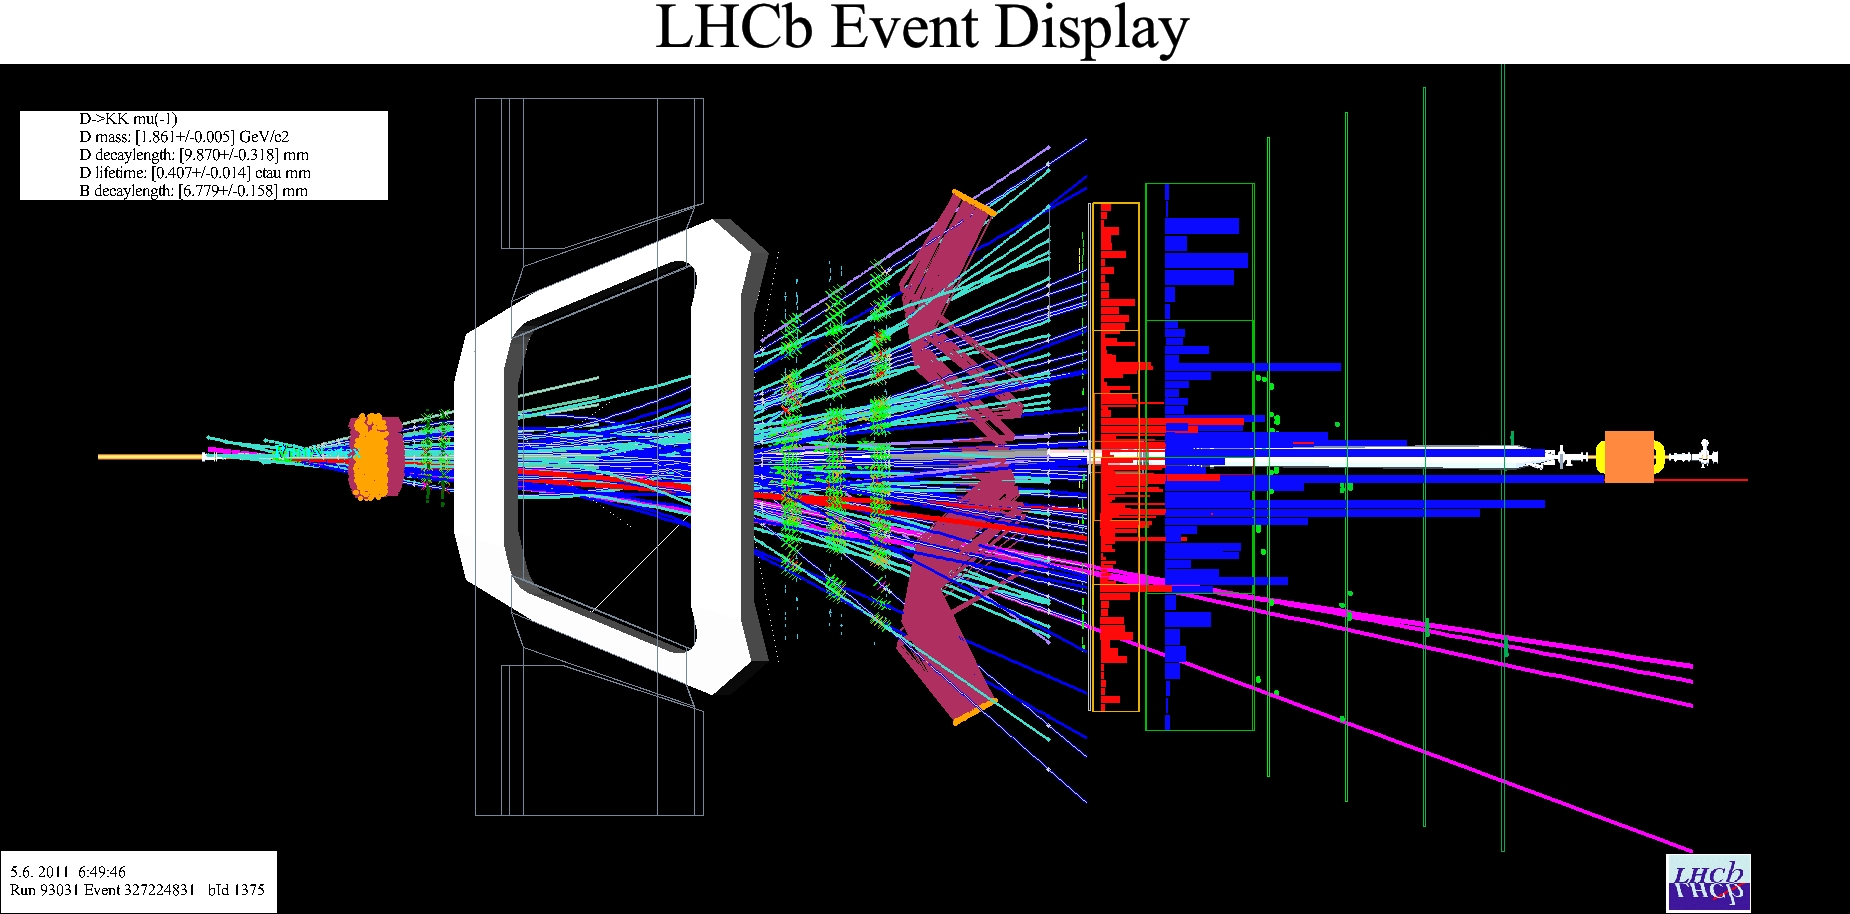 LHCb Event Display
D->KK mu(-1)
D mass: [1.861+/-0.005] GeV/c2
D decaylength: [9.870+/-0.318] mm
D lifetime: [0.407+/-0.014] ctau mm
B decaylength: [6.779+/-0.158] mm
5.6. 2011 6:49:46
Run 93031 Event 327224831 bId 1375
LHCb
LHCb